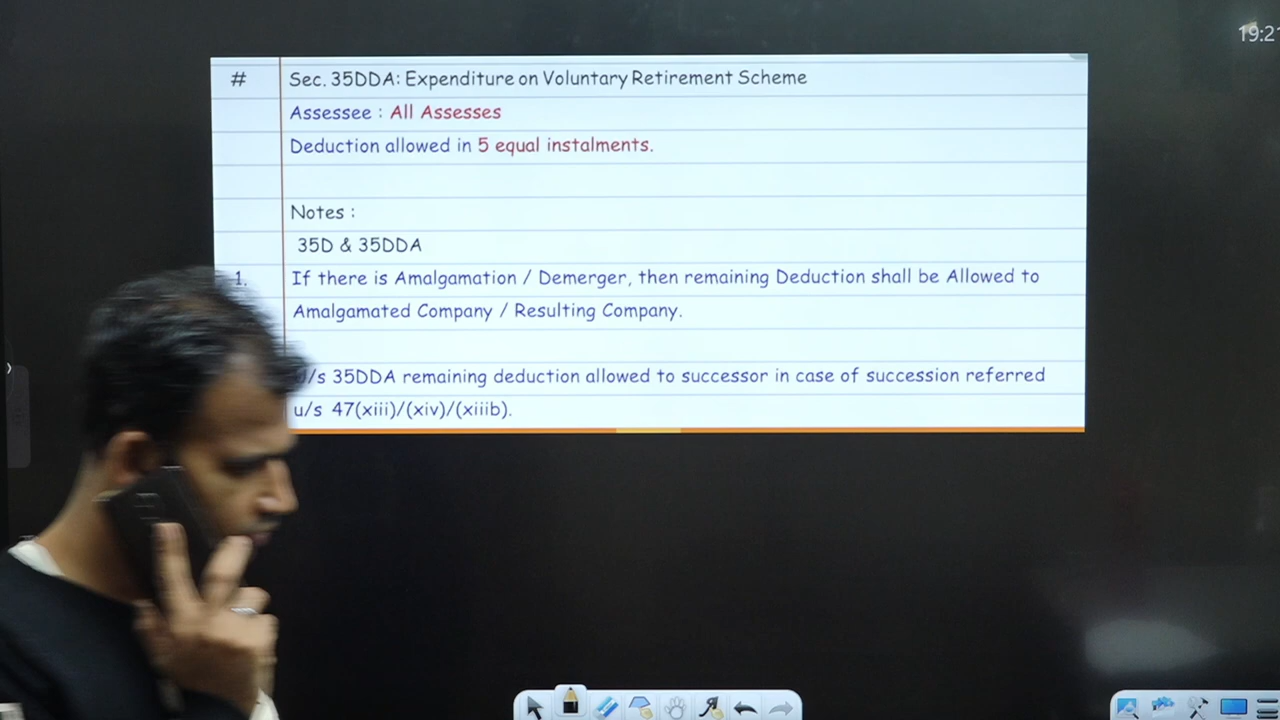 19:2
# Sec. 35DDA: Expenditure on Voluntary Retirement Scheme
Assessee : All Assesses
Deduction allowed in 5 equal instalments.
Notes :
35D & 35DDA
1. If there is Amalgamation / Demerger, then remaining Deduction shall be Allowed to
Amalgamated Company / Resulting Company.
35DDA remaining deduction allowed to successor in case of succession referred
u/s 47(xiii)/(xiv)/(xiiib).